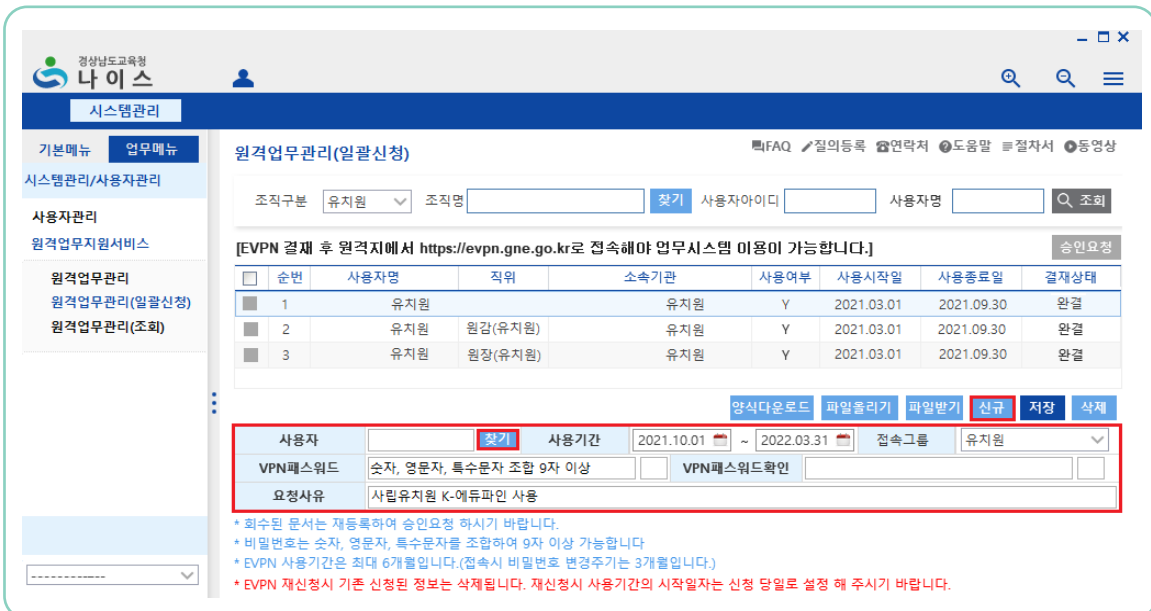 경상남도교육청
나이스
시스템관리
기본메뉴 업무메뉴
시스템관리/사용자관리
사용자관리
원격업무지원서비스
원격업무관리
원격업무관리(일괄신청)
원격업무관리(조회)
원격업무관리(일괄신청) FAQ 질의등록 연락처 도움말 절차서 동영상
조직구분 유치원 조직명 찾기 사용자아이디 사용자명 조회
[EVPN 결재 후 원격지에서 https://evpn.gne.go.kr로 접속해야 업무시스템 이용이 가능합니다.] 승인요청
순번 사용자명 직위 소속기관 사용여부 사용시작일 사용종료일 결재상태
1 유치원 유치원 Y 2021.03.01 2021.09.30 완결
2 유치원 원감(유치원) 유치원 Y 2021.03.01 2021.09.30 완결
3 유치원 원장(유치원) 유치원 Y 2021.03.01 2021.09.30 완결
양식다운로드 파일올리기 파일받기 신규 저장 삭제
사용자 찾기 사용기간 2021.10.01 ~ 2022.03.31 접속그룹 유치원
VPN패스워드 숫자, 영문자, 특수문자 조합 9자 이상 VPN패스워드확인
요청사유 사립유치원 K-에듀파인 사용
* 회수된 문서는 재등록하여 승인요청 하시기 바랍니다.
* 비밀번호는 숫자, 영문자, 특수문자를 조합하여 9자 이상 가능합니다
* EVPN 사용기간은 최대 6개월입니다.(접속시 비밀번호 변경주기는 3개월입니다.)
* EVPN 재신청시 기존 신청된 정보는 삭제됩니다. 재신청시 사용기간의 시작일자는 신청 당일로 설정 해 주시기 바랍니다.